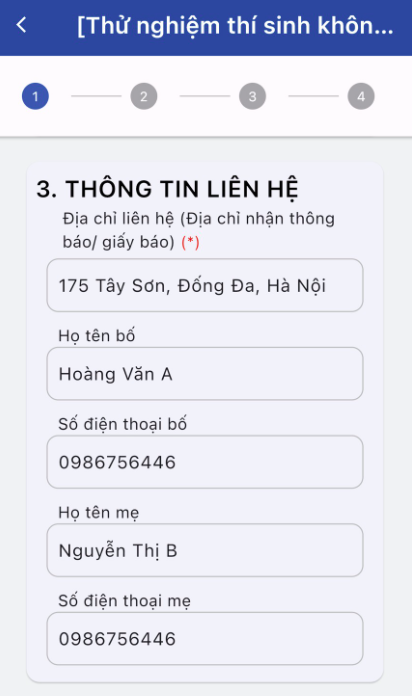 [Thử nghiệm thí sinh khôn...
1 2 3 4
3. THÔNG TIN LIÊN HỆ
Địa chỉ liên hệ (Địa chỉ nhận thông
báo/ giấy báo) (*)
175 Tây Sơn, Đống Đa, Hà Nội
Họ tên bố
Hoàng Văn A
Số điện thoại bố
0986756446
Họ tên mẹ
Nguyễn Thị B
Số điện thoại mẹ
0986756446